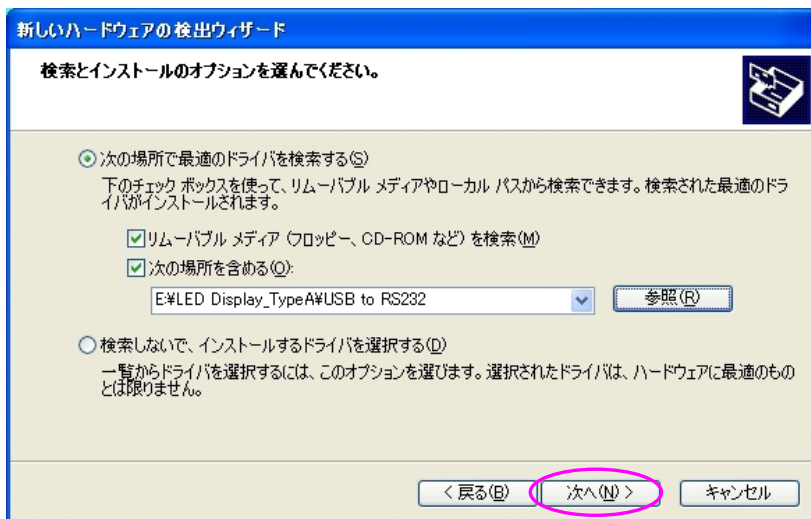 新しいハードウェアの検出ウィザード
検索とインストールのオプションを選んでください。
次の場所で最適のドライバを検索する(S)
下のチェック ボックスを使って、リムーバブル メディアやローカル パスから検索できます。検索された最適のドラ
イバがインストールされます。
リムーバブル メディア (フロッピー、CD-ROM など) を検索(M)
次の場所を含める(O):
E:¥LED Display_TypeA¥USB to RS232
参照(R)
検索しないで、インストールするドライバを選択する(D)
一覧からドライバを選択するには、このオプションを選びます。選択されたドライバは、ハードウェアに最適のもの
とは限りません。
< 戻る(B)
次へ(N) >
キャンセル